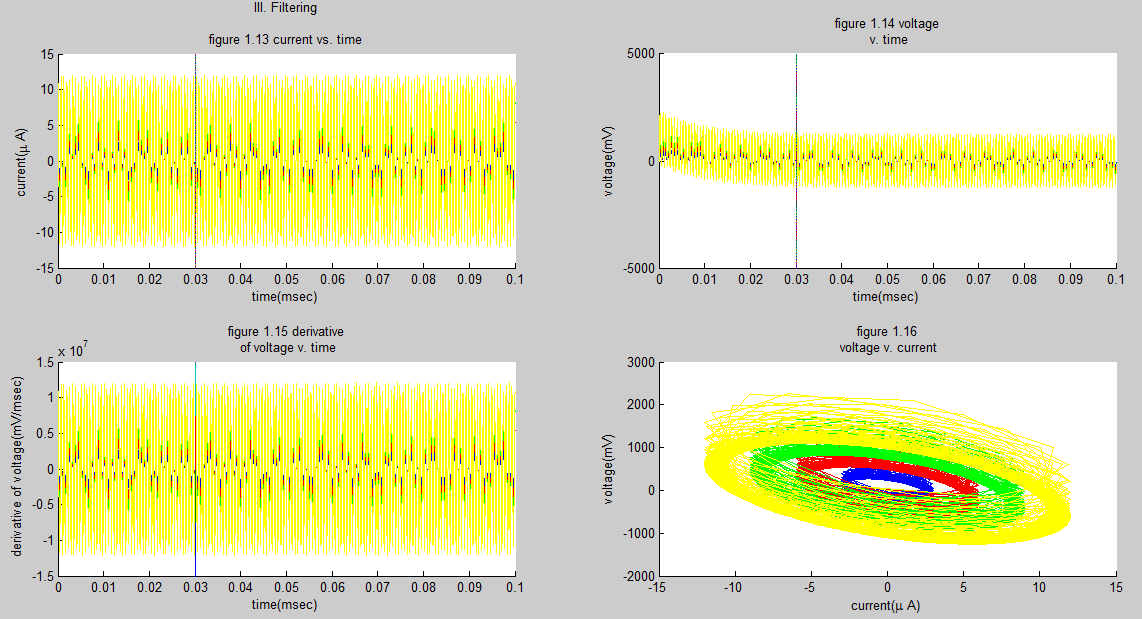 III. Filtering
figure 1.13 current vs. time
15
10
5
0
-5
-10
-15
current(μ A)
0 0.01 0.02 0.03 0.04 0.05 0.06 0.07 0.08 0.09 0.1
time(msec)
figure 1.14 voltage
v. time
5000
0
-5000
voltage(mV)
0 0.01 0.02 0.03 0.04 0.05 0.06 0.07 0.08 0.09 0.1
time(msec)
figure 1.15 derivative
of voltage v. time
x 10^7
1.5
1
0.5
0
-0.5
-1
-1.5
derivative of voltage(mV/msec)
0 0.01 0.02 0.03 0.04 0.05 0.06 0.07 0.08 0.09 0.1
time(msec)
figure 1.16
voltage v. current
3000
2000
1000
0
-1000
-2000
voltage(mV)
-15 -10 -5 0 5 10 15
current(μ A)